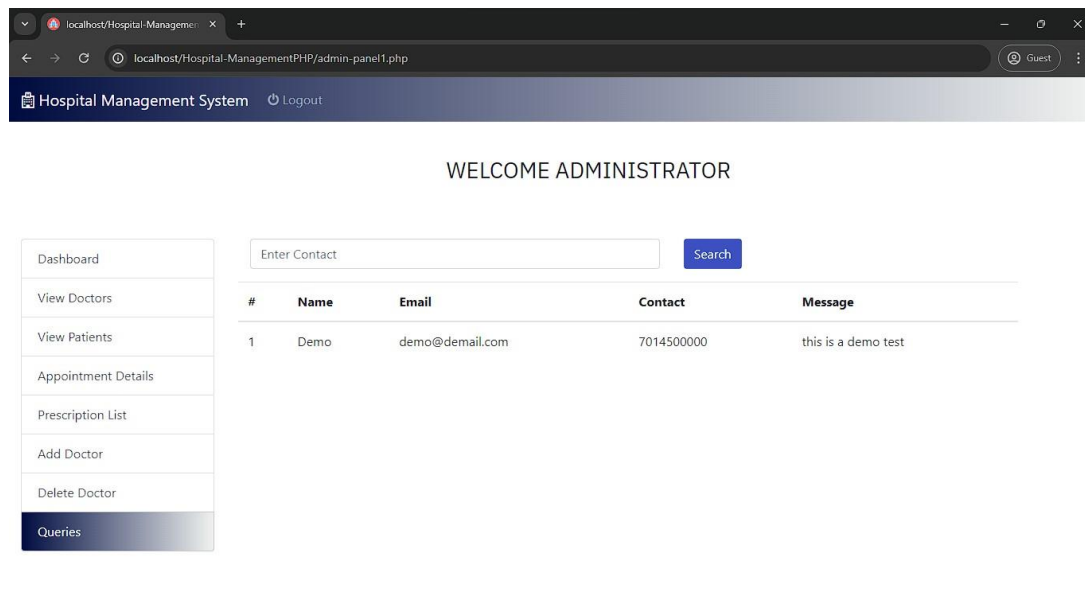 localhost/Hospital-Managemen
localhost/Hospital-ManagementPHP/admin-panel1.php
Guest
Hospital Management System Logout
WELCOME ADMINISTRATOR
Dashboard
View Doctors
View Patients
Appointment Details
Prescription List
Add Doctor
Delete Doctor
Queries
Enter Contact Search
# Name Email Contact Message
1 Demo demo@demail.com 7014500000 this is a demo test